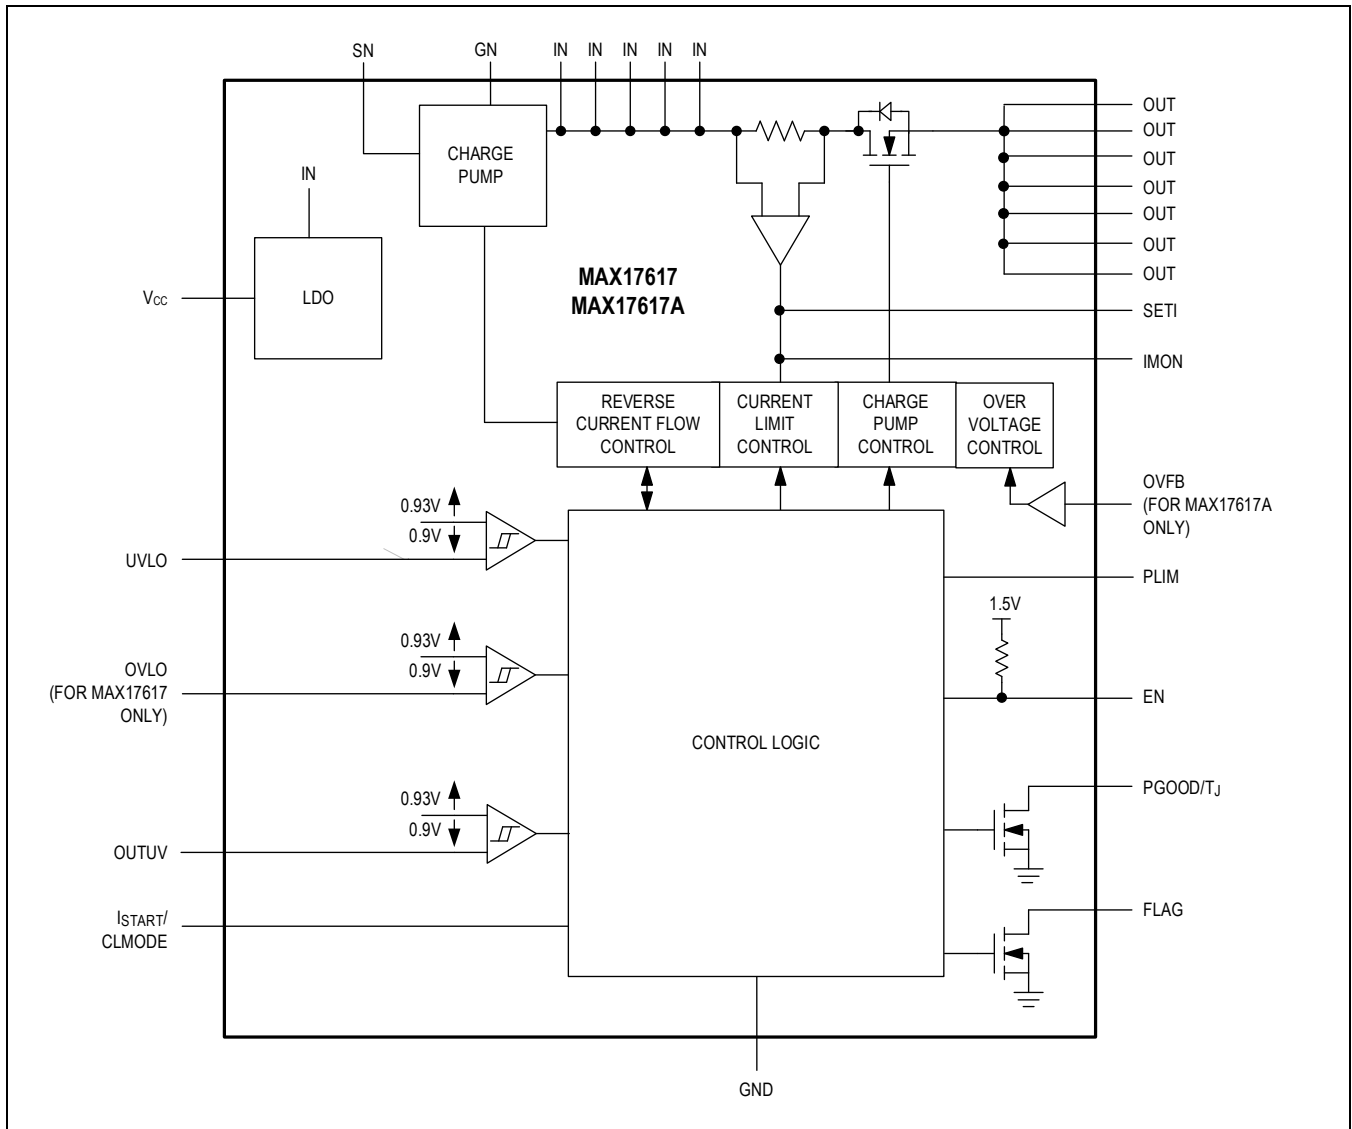 SN
GN
IN
IN
IN
IN
IN
OUT
OUT
OUT
OUT
OUT
OUT
OUT
CHARGE
PUMP
IN
LDO
VCC
MAX17617
MAX17617A
SETI
IMON
REVERSE
CURRENT FLOW
CONTROL
CURRENT
LIMIT
CONTROL
CHARGE
PUMP
CONTROL
OVER
VOLTAGE
CONTROL
OVFB
(FOR MAX17617A
ONLY)
0.93V
0.9V
UVLO
PLIM
1.5V
0.93V
0.9V
OVLO
(FOR MAX17617
ONLY)
EN
CONTROL LOGIC
PGOOD/TJ
0.93V
0.9V
OUTUV
ISTART/
CLMODE
FLAG
GND